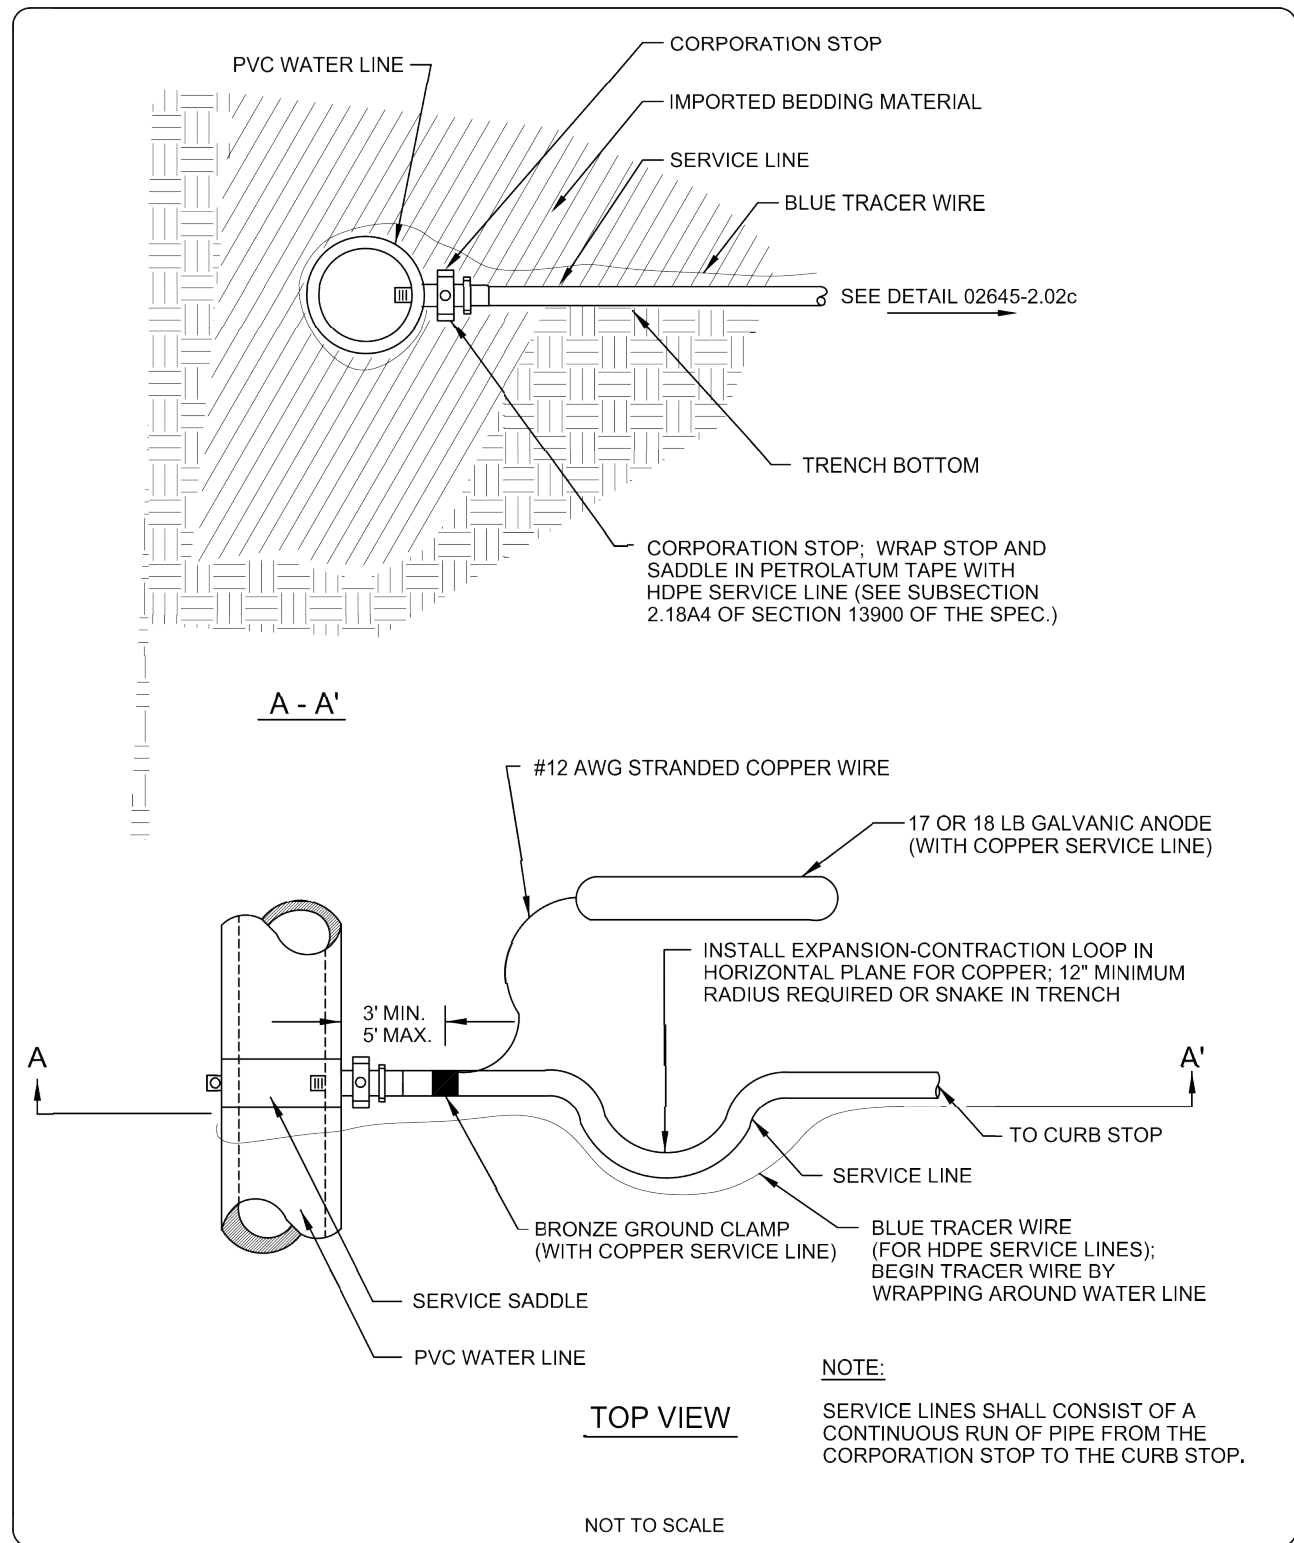 CORPORATION STOP
PVC WATER LINE
IMPORTED BEDDING MATERIAL
SERVICE LINE
BLUE TRACER WIRE
SEE DETAIL 02645-2.02c
TRENCH BOTTOM
CORPORATION STOP; WRAP STOP AND
SADDLE IN PETROLATUM TAPE WITH
HDPE SERVICE LINE (SEE SUBSECTION
2.18A4 OF SECTION 13900 OF THE SPEC.)
A - A'
#12 AWG STRANDED COPPER WIRE
17 OR 18 LB GALVANIC ANODE
(WITH COPPER SERVICE LINE)
INSTALL EXPANSION-CONTRACTION LOOP IN
HORIZONTAL PLANE FOR COPPER; 12" MINIMUM
RADIUS REQUIRED OR SNAKE IN TRENCH
3' MIN.
5' MAX.
A
A'
TO CURB STOP
SERVICE LINE
BRONZE GROUND CLAMP
(WITH COPPER SERVICE LINE)
BLUE TRACER WIRE
(FOR HDPE SERVICE LINES);
BEGIN TRACER WIRE BY
WRAPPING AROUND WATER LINE
SERVICE SADDLE
PVC WATER LINE
NOTE:
SERVICE LINES SHALL CONSIST OF A
CONTINUOUS RUN OF PIPE FROM THE
CORPORATION STOP TO THE CURB STOP.
TOP VIEW
NOT TO SCALE